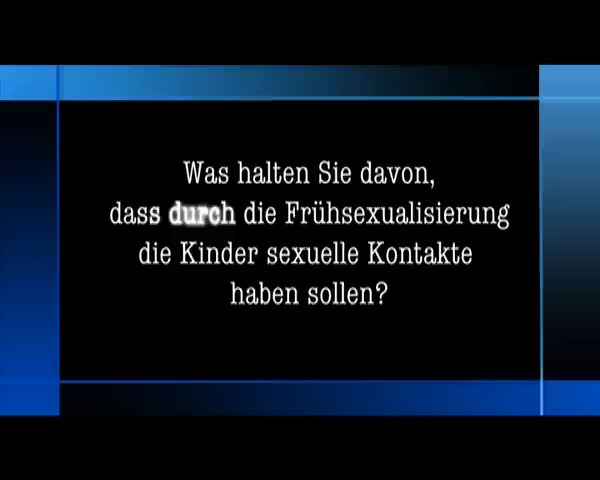 Was halten Sie davon,
dass durch die Frühsexualisierung
die Kinder sexuelle Kontakte
haben sollen?